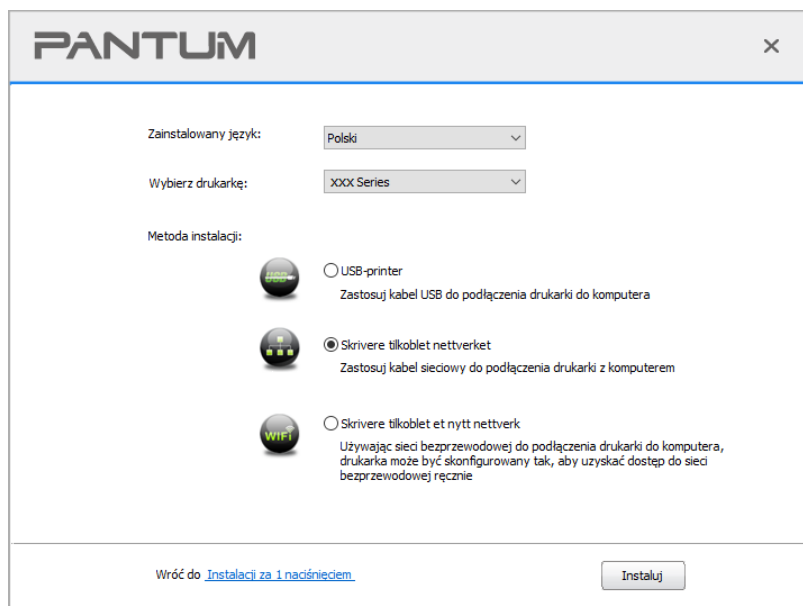 PANTUM
Zainstalowany język:
Polski
Wybierz drukarkę:
XXX Series
Metoda instalacji:
USB
USB-printer
Zastosuj kabel USB do podłączenia drukarki do komputera
Skrivere tilkoblet nettverket
Zastosuj kabel sieciowy do podłączenia drukarki z komputerem
WIFI
Skrivere tilkoblet et nytt nettverk
Używając sieci bezprzewodowej do podłączenia drukarki do komputera,
drukarka może być skonfigurowany tak, aby uzyskać dostęp do sieci
bezprzewodowej ręcznie
Wróć do Instalacji za 1 naciśnięciem
Instaluj